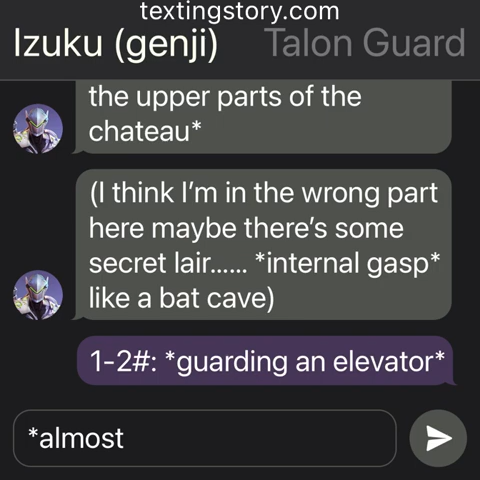 textingstory.com
Izuku (genji) Talon Guard
the upper parts of the
chateau*
(I think I’m in the wrong part
here maybe there’s some
secret lair...... *internal gasp*
like a bat cave)
1-2#: *guarding an elevator*
*almost